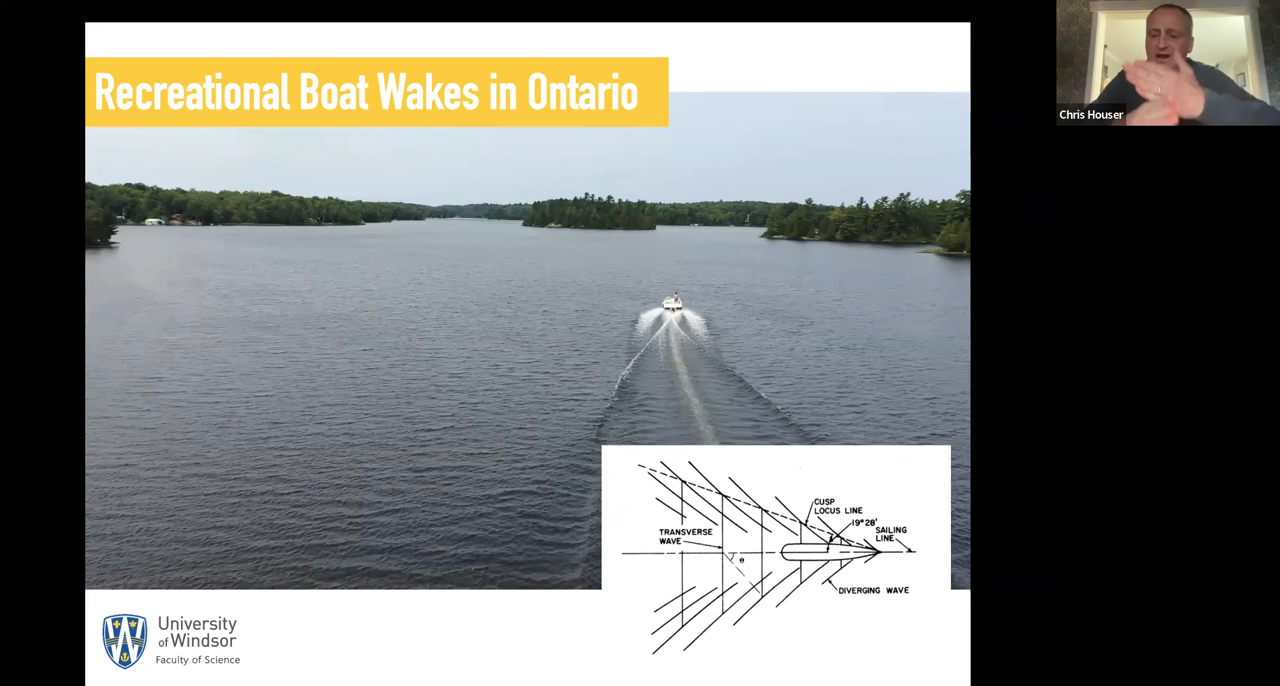 Recreational Boat Wakes in Ontario
Chris Houser
CUSP
LOCUS LINE
19°28'
SAILING
LINE
TRANSVERSE
WAVE
θ
DIVERGING WAVE
University
of Windsor
Faculty of Science